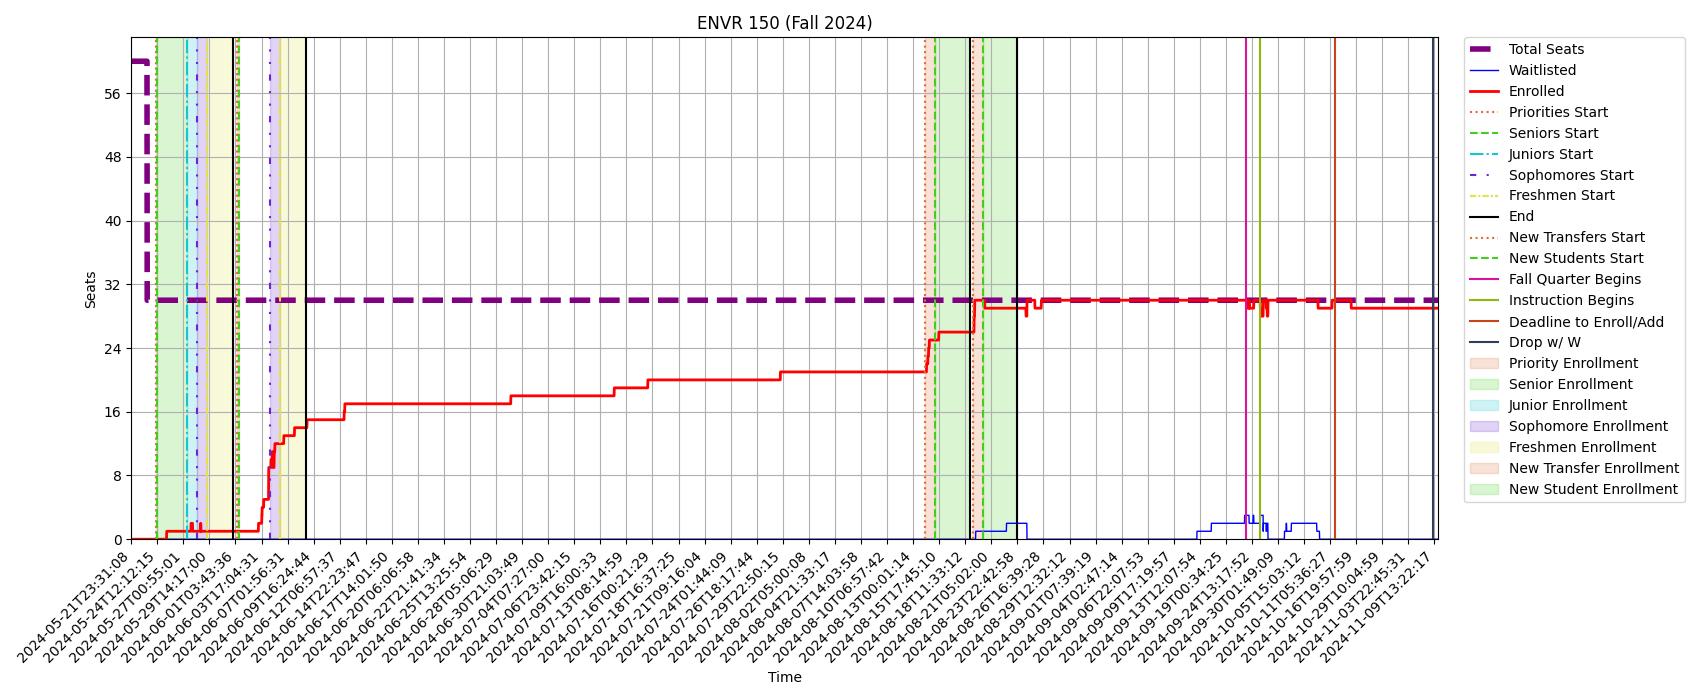 ENVR 150 (Fall 2024)
Seats
56
48
40
32
24
16
8
0
2024-05-21T23:31:08
2024-05-24T12:12:15
2024-05-27T00:55:01
2024-05-29T14:17:00
2024-06-01T03:43:36
2024-06-03T17:04:31
2024-06-07T01:56:31
2024-06-09T16:24:44
2024-06-12T06:57:37
2024-06-14T22:23:47
2024-06-17T14:01:50
2024-06-20T06:06:58
2024-06-22T21:41:34
2024-06-25T13:25:54
2024-06-28T05:06:29
2024-06-30T21:03:49
2024-07-04T07:27:00
2024-07-06T23:42:15
2024-07-09T16:00:33
2024-07-13T08:14:59
2024-07-16T00:21:29
2024-07-18T16:37:25
2024-07-21T09:16:04
2024-07-24T01:44:09
2024-07-26T18:17:44
2024-07-29T22:50:15
2024-08-02T05:00:08
2024-08-04T21:33:17
2024-08-07T14:03:58
2024-08-10T06:57:42
2024-08-13T00:01:14
2024-08-15T17:45:10
2024-08-18T11:33:12
2024-08-21T05:02:00
2024-08-23T22:42:58
2024-08-26T16:39:28
2024-08-29T12:32:12
2024-09-01T07:39:19
2024-09-04T02:47:14
2024-09-06T22:07:53
2024-09-09T17:19:57
2024-09-13T12:07:54
2024-09-19T00:34:25
2024-09-24T13:17:52
2024-09-30T01:49:09
2024-10-05T15:03:12
2024-10-11T05:36:27
2024-10-16T19:57:59
2024-10-29T10:04:59
2024-11-03T22:45:31
2024-11-09T13:22:17
Time
Total Seats
Waitlisted
Enrolled
Priorities Start
Seniors Start
Juniors Start
Sophomores Start
Freshmen Start
End
New Transfers Start
New Students Start
Fall Quarter Begins
Instruction Begins
Deadline to Enroll/Add
Drop w/ W
Priority Enrollment
Senior Enrollment
Junior Enrollment
Sophomore Enrollment
Freshmen Enrollment
New Transfer Enrollment
New Student Enrollment